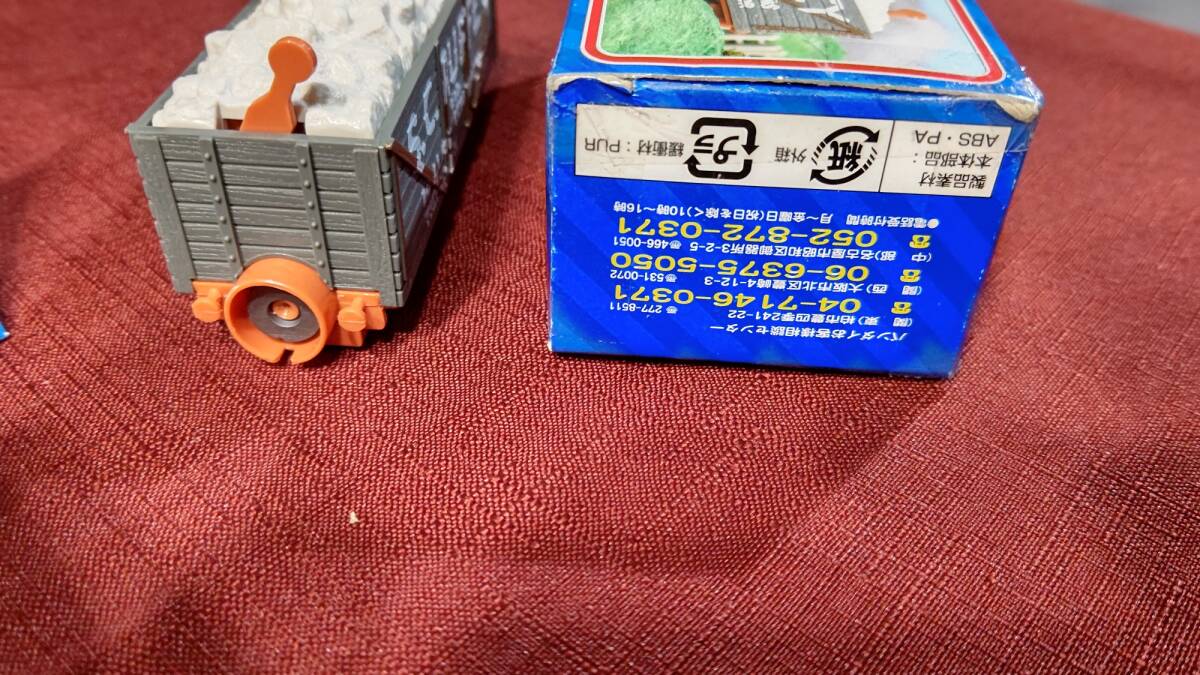 バンダイお客様相談センター
(関 東)柏市豊四季241-22 〠277-8511
☎ 04-7146-0371
(関 西)大阪市北区豊崎4-12-3 〠531-0072
☎ 06-6375-5050
(中 部)名古屋市昭和区御器所3-2-5 〠466-0051
☎ 052-872-0371
●電話受付時間 月〜金曜日(祝日を除く)10時〜16時
製品素材
本体部品:
ABS・PA
紙 外箱
プラ 緩衝材:PUR